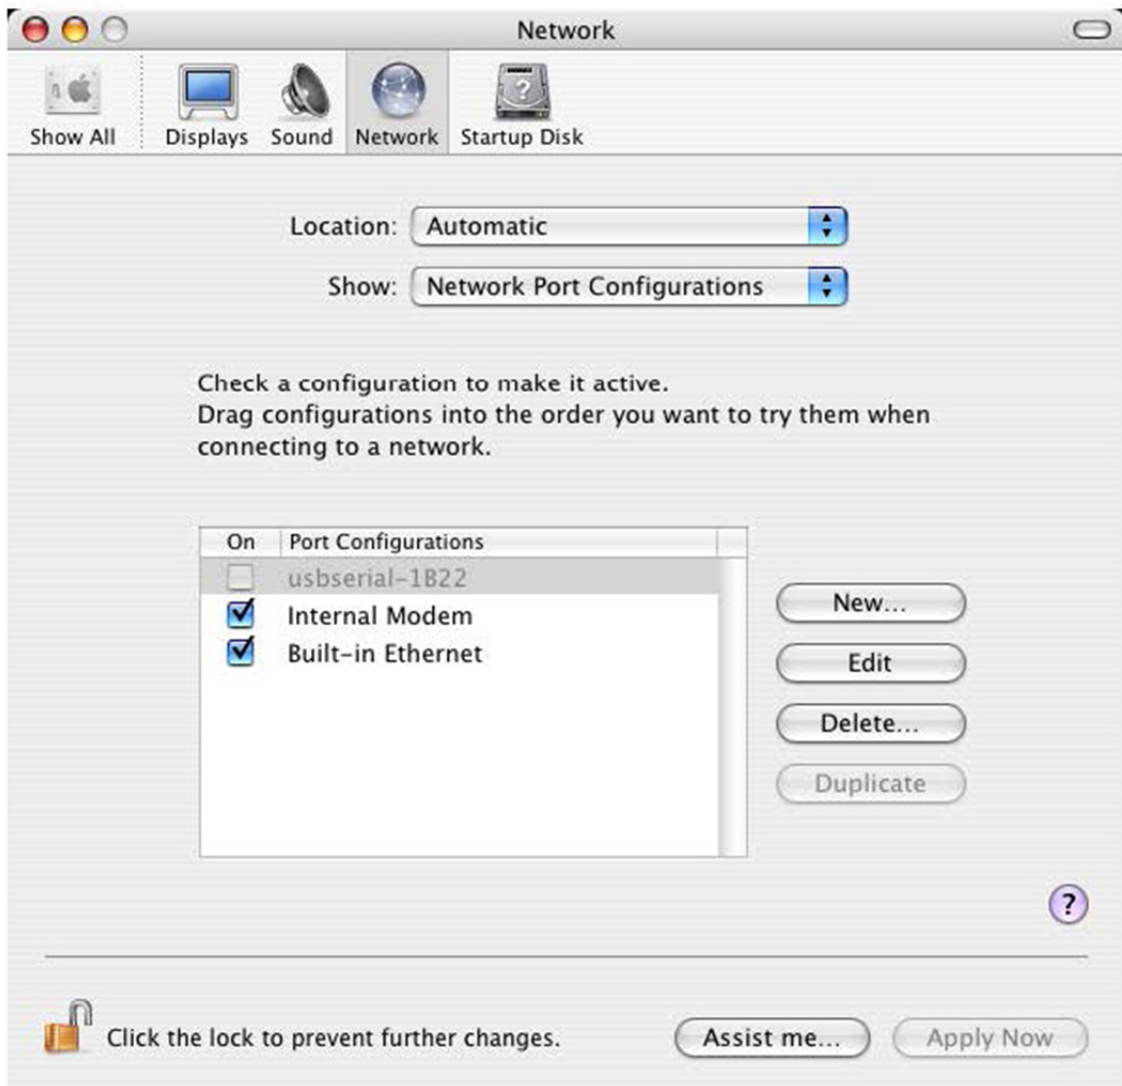 Network
Show All Displays Sound Network Startup Disk
Location: Automatic
Show: Network Port Configurations
Check a configuration to make it active.
Drag configurations into the order you want to try them when
connecting to a network.
On Port Configurations
usbserial-1B22
Internal Modem
Built-in Ethernet
New...
Edit
Delete...
Duplicate
?
Click the lock to prevent further changes.
Assist me... Apply Now